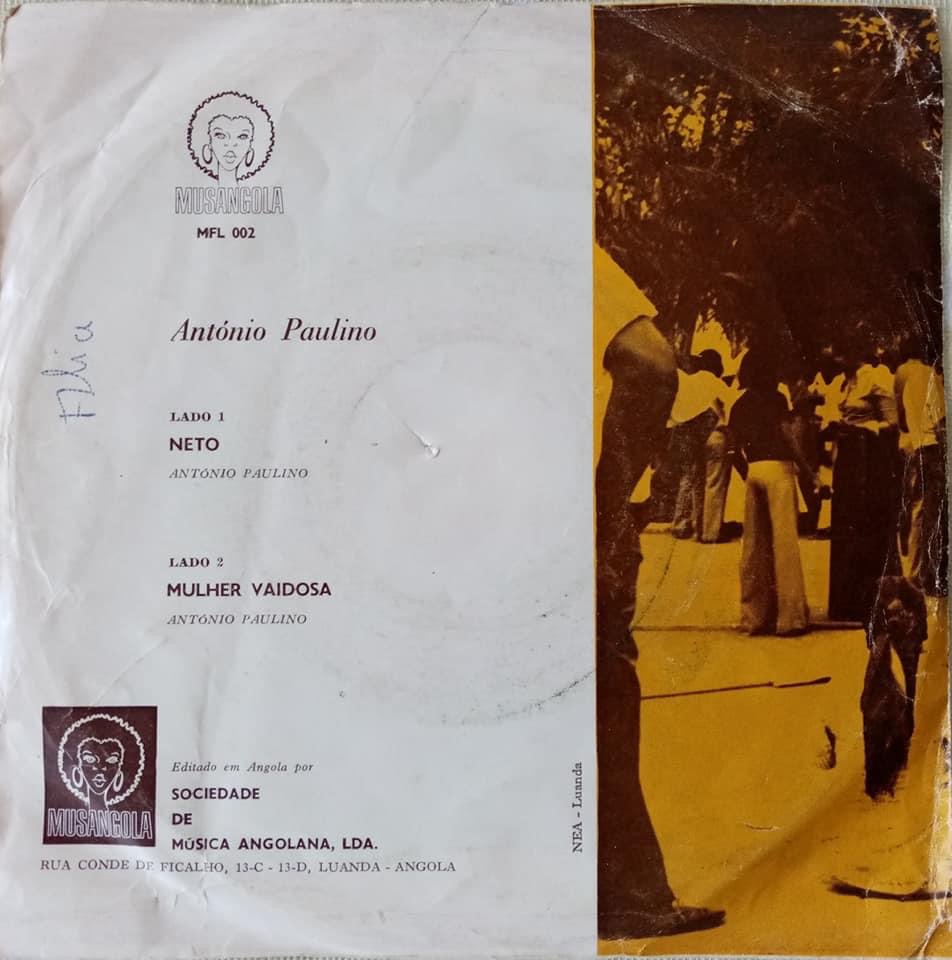 MUSANGOLA
MFL 002
António Paulino
LADO 1
NETO
ANTÓNIO PAULINO
LADO 2
MULHER VAIDOSA
ANTÓNIO PAULINO
MUSANGOLA
Editado em Angola por
SOCIEDADE
DE
MÚSICA ANGOLANA, LDA.
RUA CONDE DE FICALHO, 13-C - 13-D, LUANDA - ANGOLA
NEA - Luanda